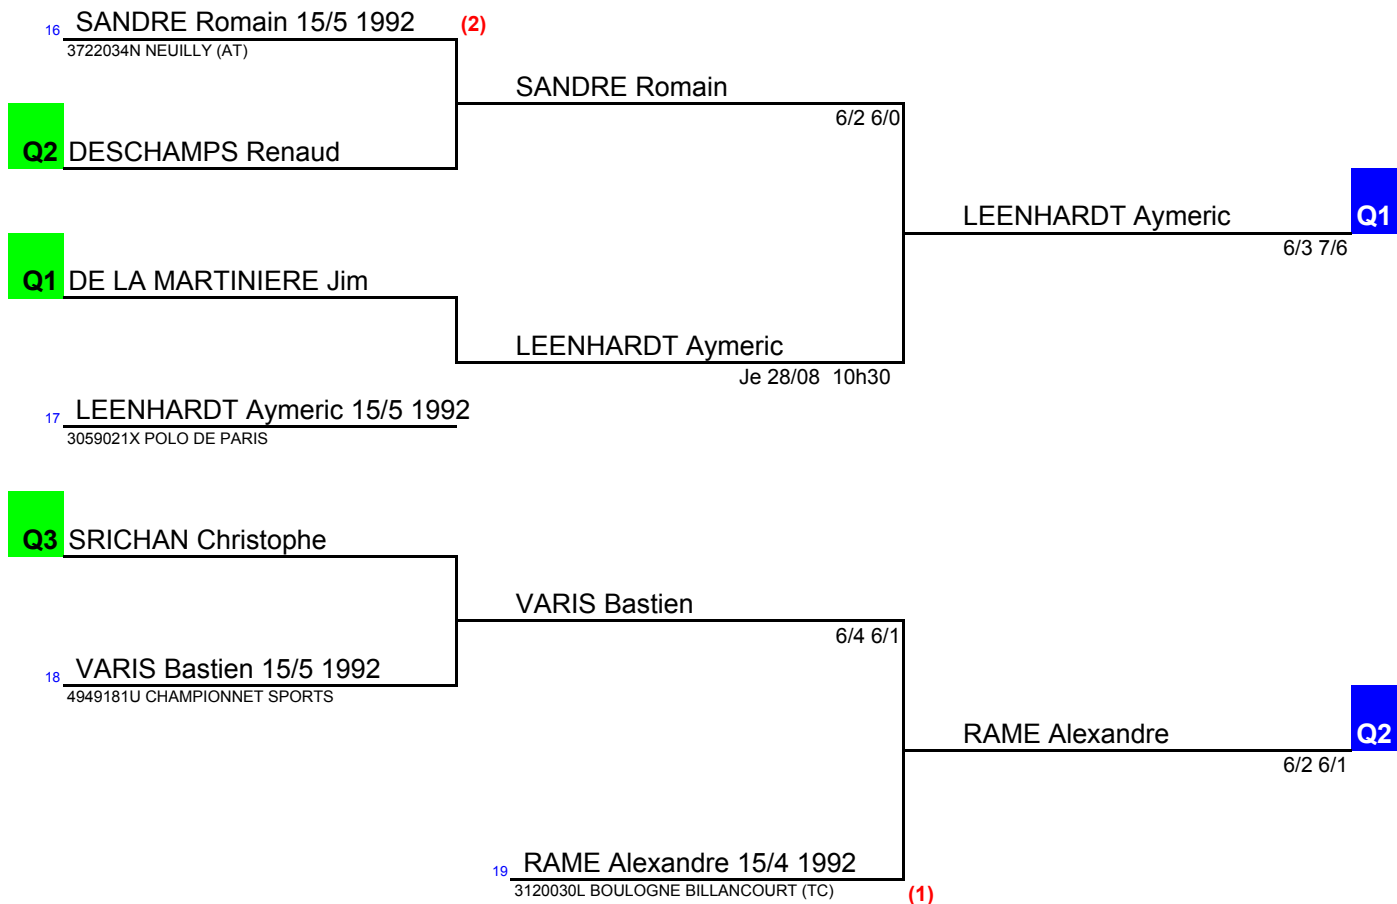 16 SANDRE Romain 15/5 1992 (2)
3722034N NEUILLY (AT)
SANDRE Romain
6/2 6/0
Q2 DESCHAMPS Renaud
LEENHARDT Aymeric Q1
6/3 7/6
Q1 DE LA MARTINIERE Jim
LEENHARDT Aymeric
Je 28/08 10h30
17 LEENHARDT Aymeric 15/5 1992
3059021X POLO DE PARIS
Q3 SRICHAN Christophe
VARIS Bastien
6/4 6/1
18 VARIS Bastien 15/5 1992
4949181U CHAMPIONNET SPORTS
RAME Alexandre Q2
6/2 6/1
19 RAME Alexandre 15/4 1992
3120030L BOULOGNE BILLANCOURT (TC) (1)